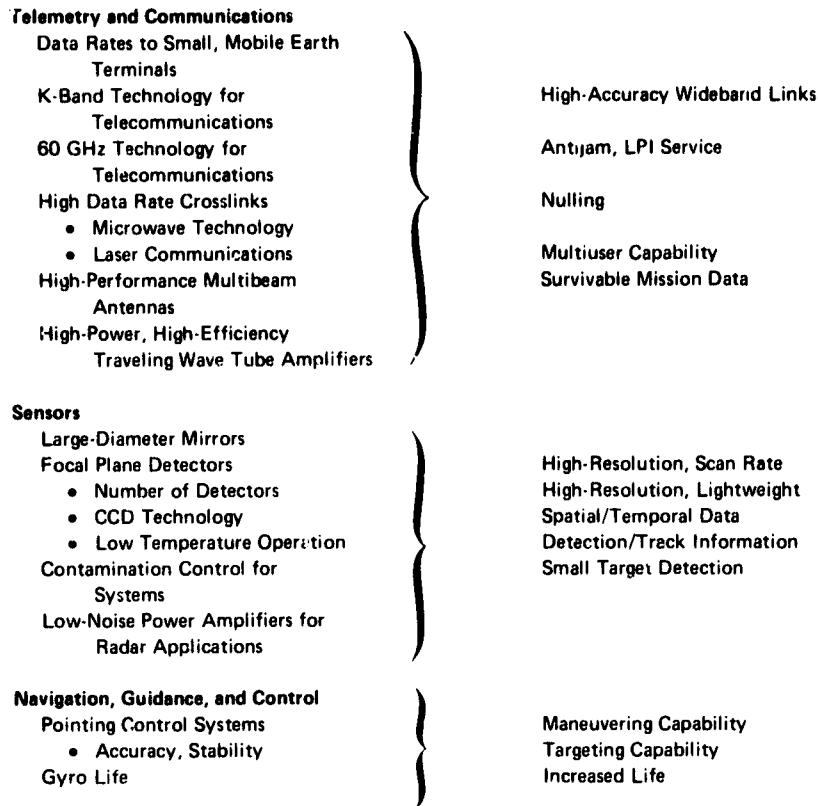 Telemetry and Communications
Data Rates to Small, Mobile Earth
Terminals
K-Band Technology for
Telecommunications
60 GHz Technology for
Telecommunications
High Data Rate Crosslinks
• Microwave Technology
• Laser Communications
High-Performance Multibeam
Antennas
High-Power, High-Efficiency
Traveling Wave Tube Amplifiers
High-Accuracy Wideband Links
Antijam, LPI Service
Nulling
Multiuser Capability
Survivable Mission Data
Sensors
Large-Diameter Mirrors
Focal Plane Detectors
• Number of Detectors
• CCD Technology
• Low Temperature Operation
Contamination Control for
Systems
Low-Noise Power Amplifiers for
Radar Applications
High-Resolution, Scan Rate
High-Resolution, Lightweight
Spatial/Temporal Data
Detection/Track Information
Small Target Detection
Navigation, Guidance, and Control
Pointing Control Systems
• Accuracy, Stability
Gyro Life
Maneuvering Capability
Targeting Capability
Increased Life